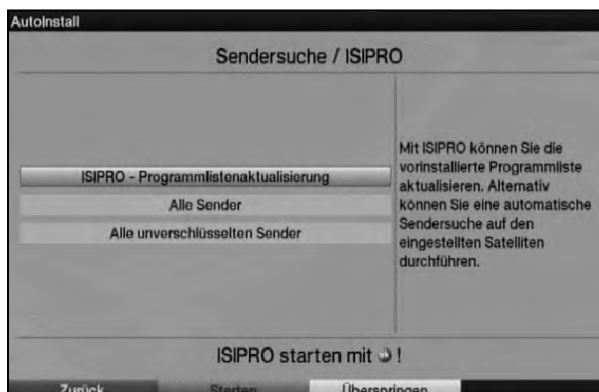 AutoInstall
Sendersuche / ISIPRO
ISIPRO - Programmlistenaktualisierung
Alle Sender
Alle unverschlüsselten Sender
Mit ISIPRO können Sie die
vorinstallierte Programmliste
aktualisieren. Alternativ
können Sie eine automatische
Sendersuche auf den
eingestellten Satelliten
durchführen.
ISIPRO starten mit !
Zurück
Starten
Überspringen